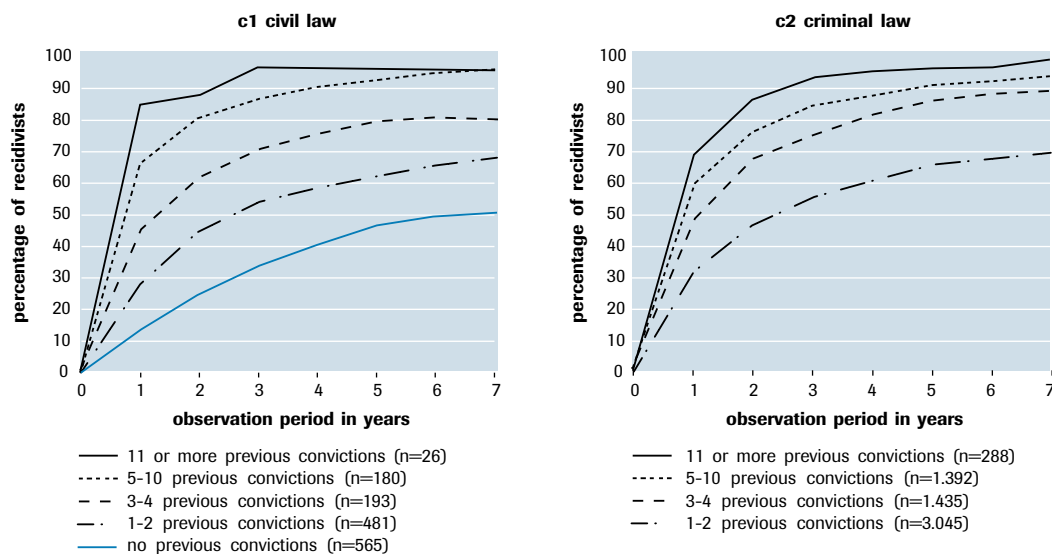 c1 civil law
percentage of recidivists
100
90
80
70
60
50
40
30
20
10
0
0 1 2 3 4 5 6 7
observation period in years
11 or more previous convictions (n=26)
5-10 previous convictions (n=180)
3-4 previous convictions (n=193)
1-2 previous convictions (n=481)
no previous convictions (n=565)
c2 criminal law
percentage of recidivists
100
90
80
70
60
50
40
30
20
10
0
0 1 2 3 4 5 6 7
observation period in years
11 or more previous convictions (n=288)
5-10 previous convictions (n=1.392)
3-4 previous convictions (n=1.435)
1-2 previous convictions (n=3.045)